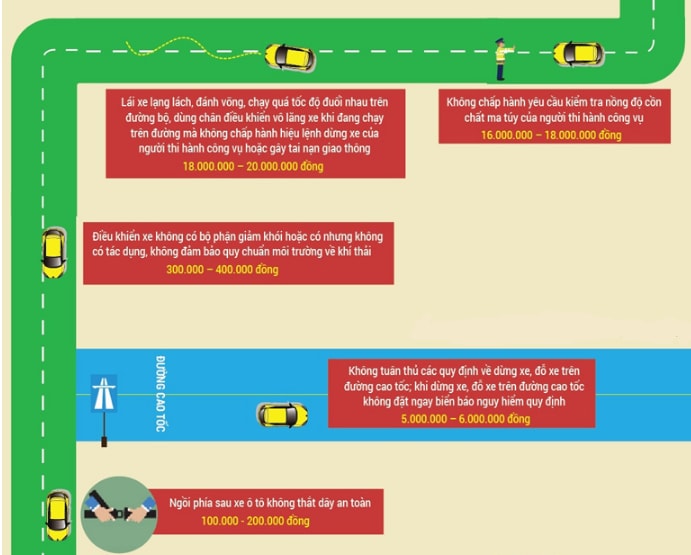 Lái xe lạng lách, đánh võng, chạy quá tốc độ đuổi nhau trên
đường bộ, dùng chân điều khiển vô lăng xe khi đang chạy
trên đường mà không chấp hành hiệu lệnh dừng xe của
người thi hành công vụ hoặc gây tai nạn giao thông
18.000.000 – 20.000.000 đồng
Không chấp hành yêu cầu kiểm tra nồng độ cồn
chất ma túy của người thi hành công vụ
16.000.000 – 18.000.000 đồng
Điều khiển xe không có bộ phận giảm khói hoặc có nhưng không
có tác dụng, không đảm bảo quy chuẩn môi trường về khí thải
300.000 – 400.000 đồng
ĐƯỜNG CAO TỐC
Không tuân thủ các quy định về dừng xe, đỗ xe trên
đường cao tốc; khi dừng xe, đỗ xe trên đường cao tốc
không đặt ngay biển báo nguy hiểm quy định
5.000.000 – 6.000.000 đồng
Ngồi phía sau xe ô tô không thắt dây an toàn
100.000 - 200.000 đồng